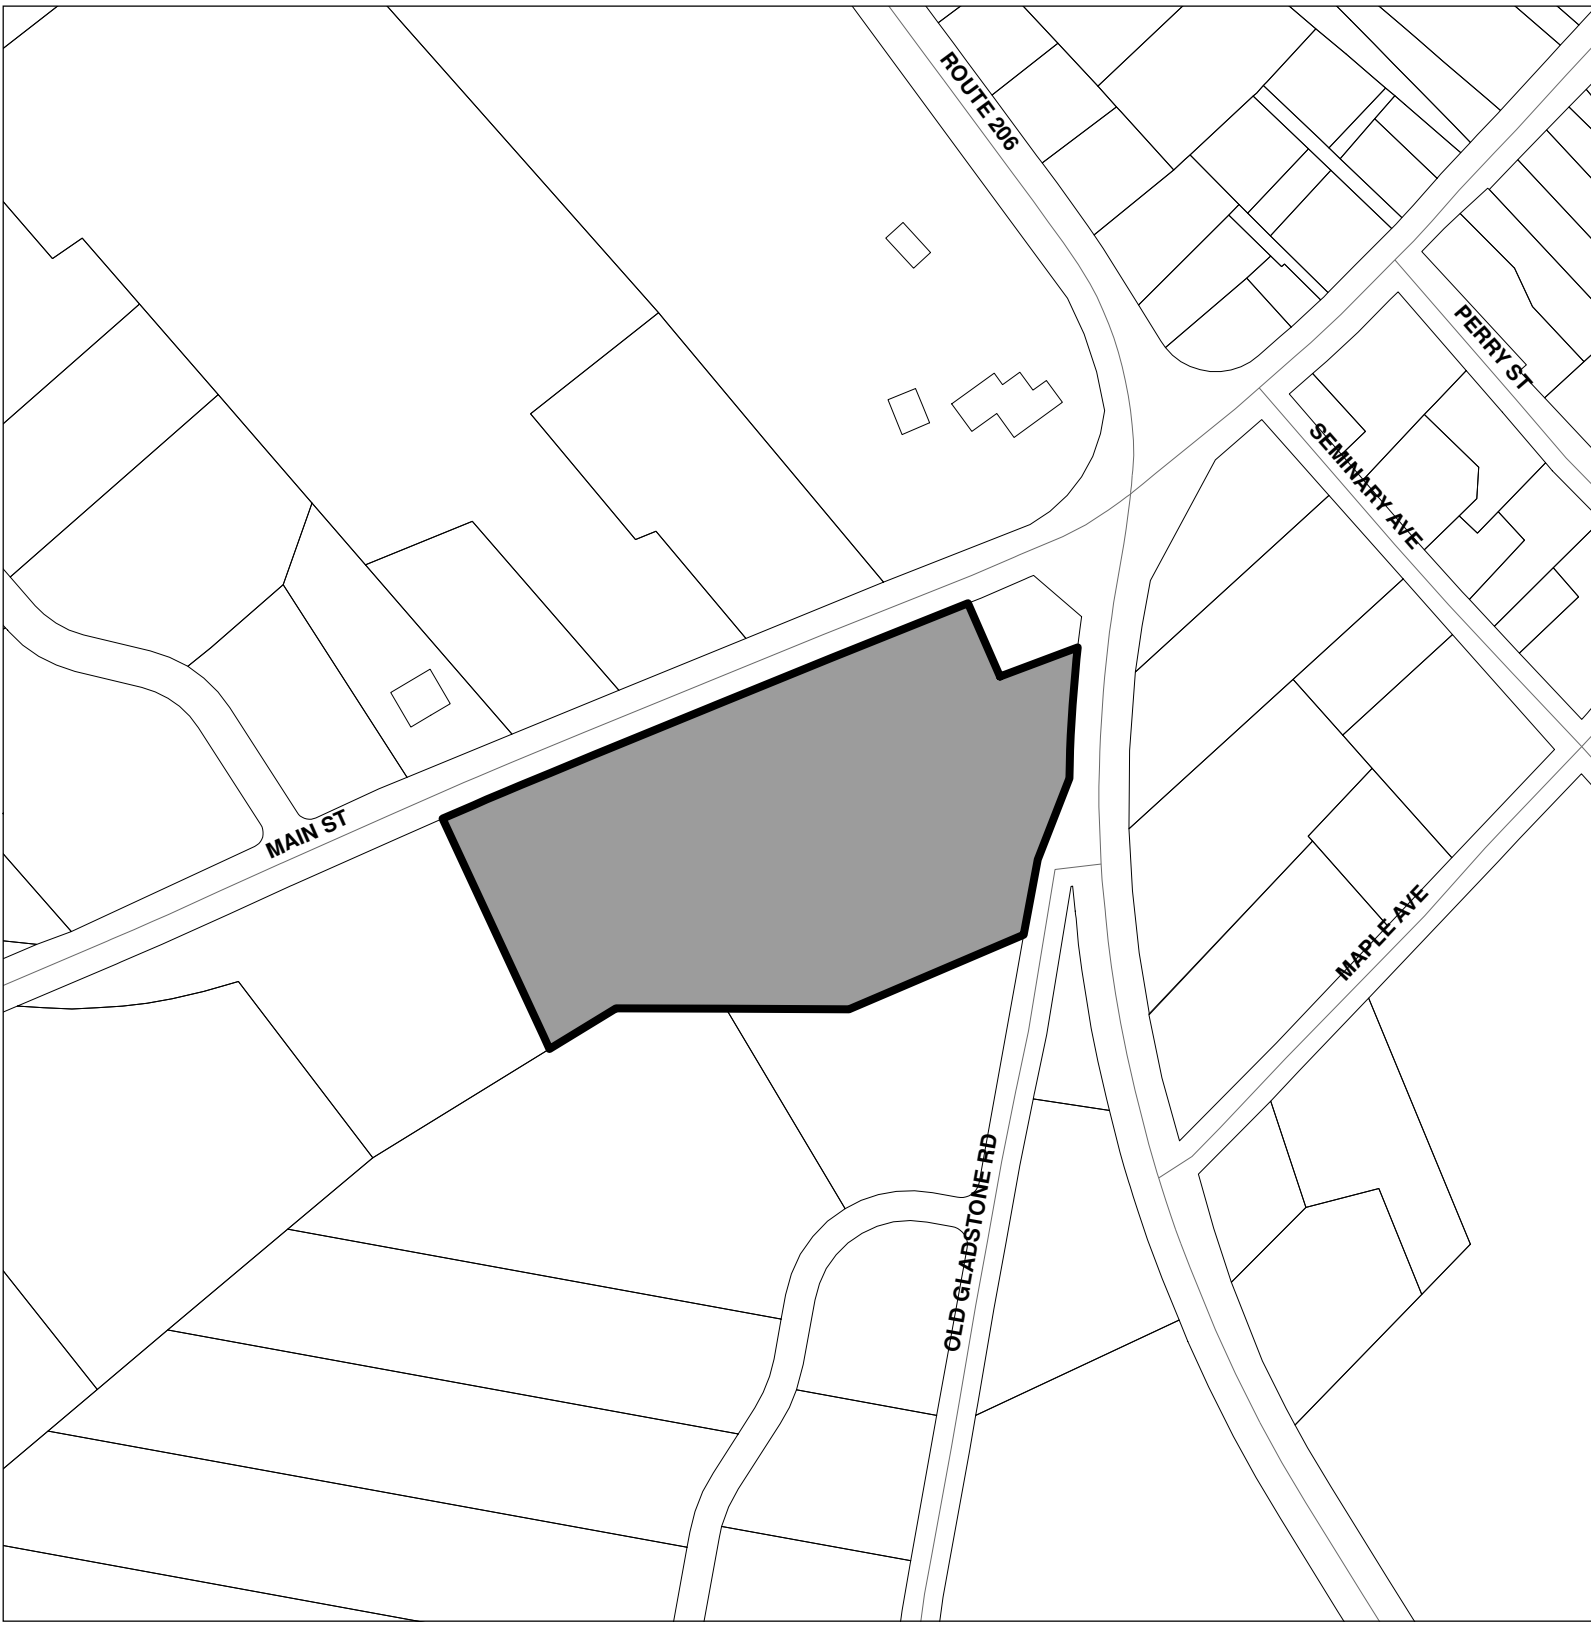 ROUTE 206
PERRY ST
SEMINARY AVE
MAIN ST
MAPLE AVE
OLD GLADSTONE RD